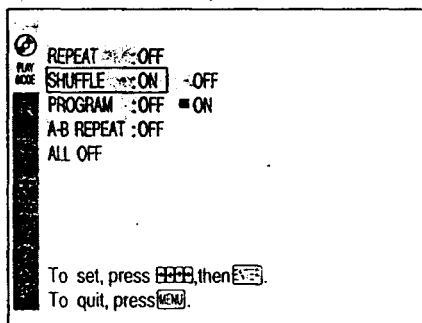 PLAY
MODE
REPEAT :OFF
SHUFFLE :ON -OFF
PROGRAM :OFF ■ ON
A-B REPEAT :OFF
ALL OFF
To set, press ,then .
To quit, press MENU.